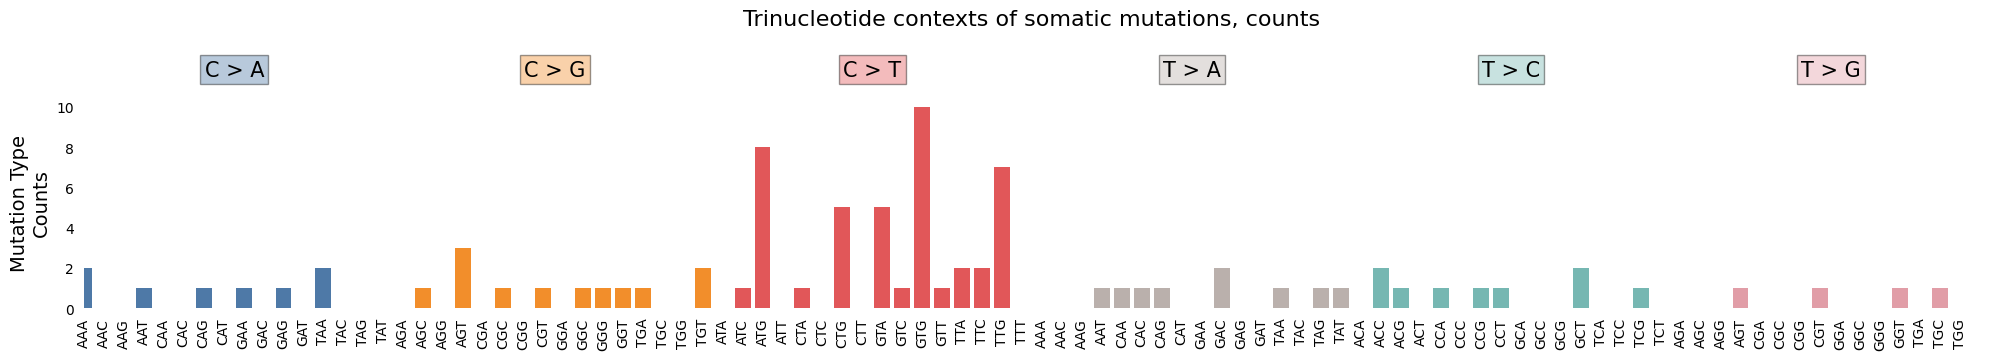 Trinucleotide contexts of somatic mutations, counts
C > A
C > G
C > T
T > A
T > C
T > G
Mutation Type
Counts
10
8
6
4
2
0
AAA
AAC
AAG
AAT
CAA
CAC
CAG
CAT
GAA
GAC
GAG
GAT
TAA
TAC
TAG
TAT
AGA
AGC
AGG
AGT
CGA
CGC
CGG
CGT
GGA
GGC
GGG
GGT
TGA
TGC
TGG
TGT
ATA
ATC
ATG
ATT
CTA
CTC
CTG
CTT
GTA
GTC
GTG
GTT
TTA
TTC
TTG
TTT
AAA
AAC
AAG
AAT
CAA
CAC
CAG
CAT
GAA
GAC
GAG
GAT
TAA
TAC
TAG
TAT
ACA
ACC
ACG
ACT
CCA
CCC
CCG
CCT
GCA
GCC
GCG
GCT
TCA
TCC
TCG
TCT
AGA
AGC
AGG
AGT
CGA
CGC
CGG
CGT
GGA
GGC
GGG
GGT
TGA
TGC
TGG